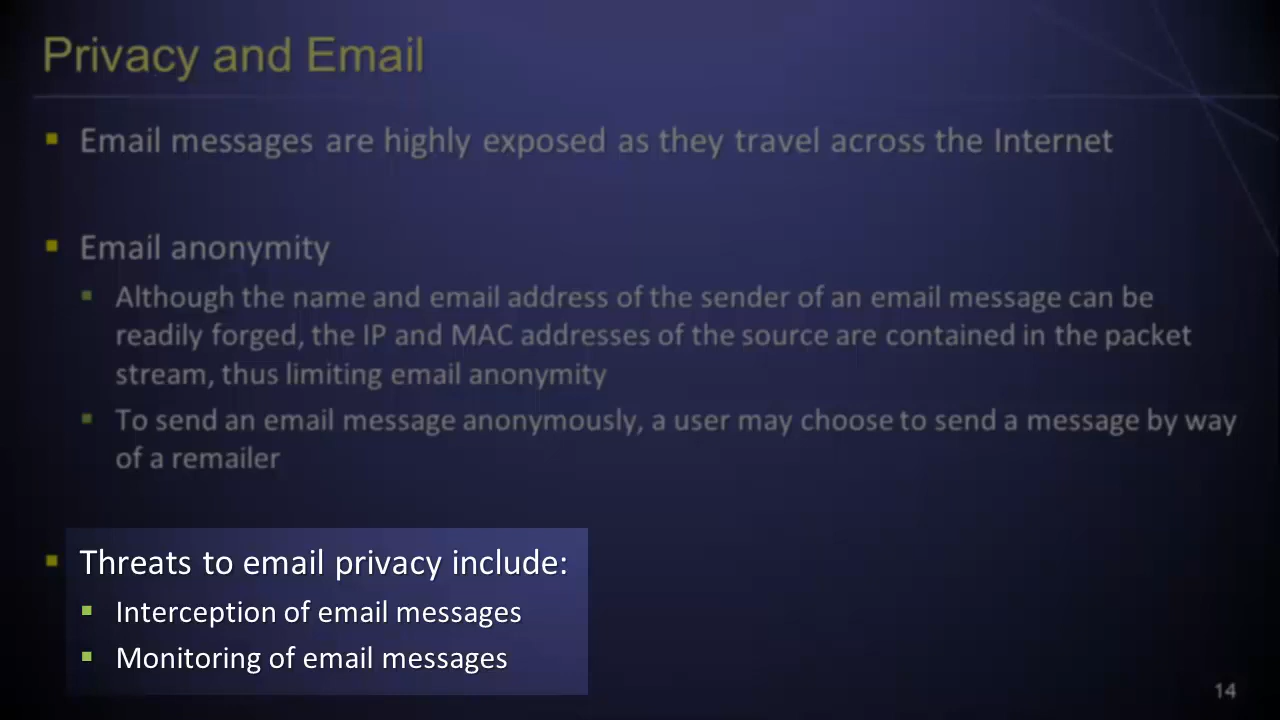 Privacy and Email
Email messages are highly exposed as they travel across the Internet
Email anonymity
Although the name and email address of the sender of an email message can be
readily forged, the IP and MAC addresses of the source are contained in the packet
stream, thus limiting email anonymity
To send an email message anonymously, a user may choose to send a message by way
of a remailer
Threats to email privacy include:
Interception of email messages
Monitoring of email messages
14